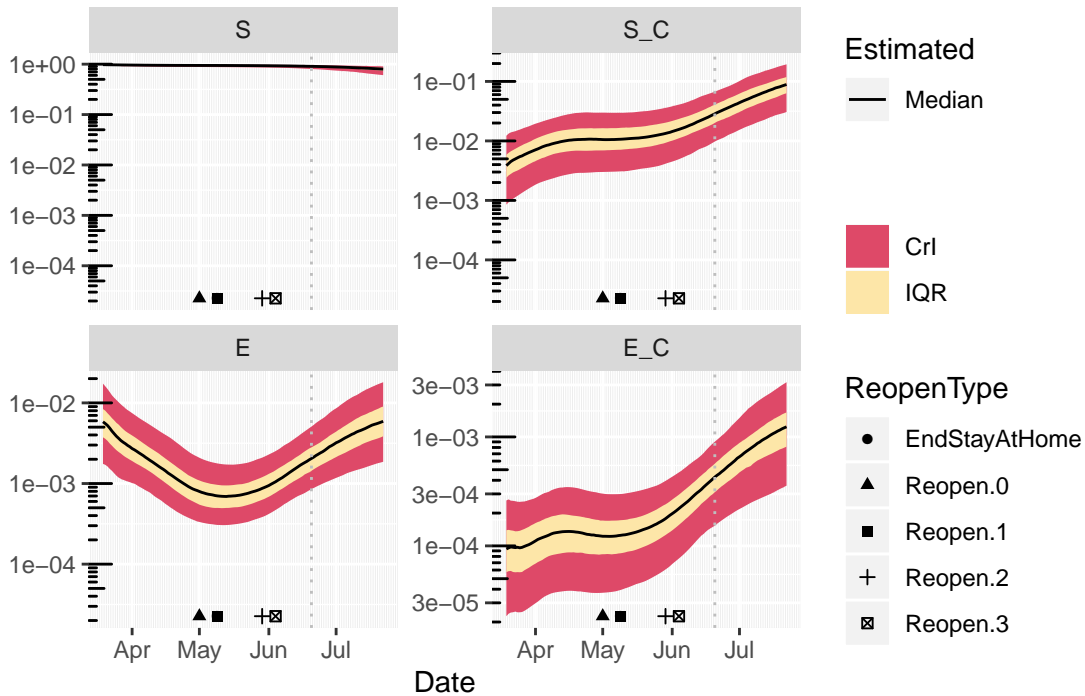 S
S_C
1e+00
1e−01
1e−02
1e−03
1e−04
1e−01
1e−02
1e−03
1e−04
E
E_C
1e−02
1e−03
1e−04
3e−03
1e−03
3e−04
1e−04
3e−05
Apr May Jun Jul
Apr May Jun Jul
Date
Estimated
Median
CrI
IQR
ReopenType
EndStayAtHome
Reopen.0
Reopen.1
Reopen.2
Reopen.3